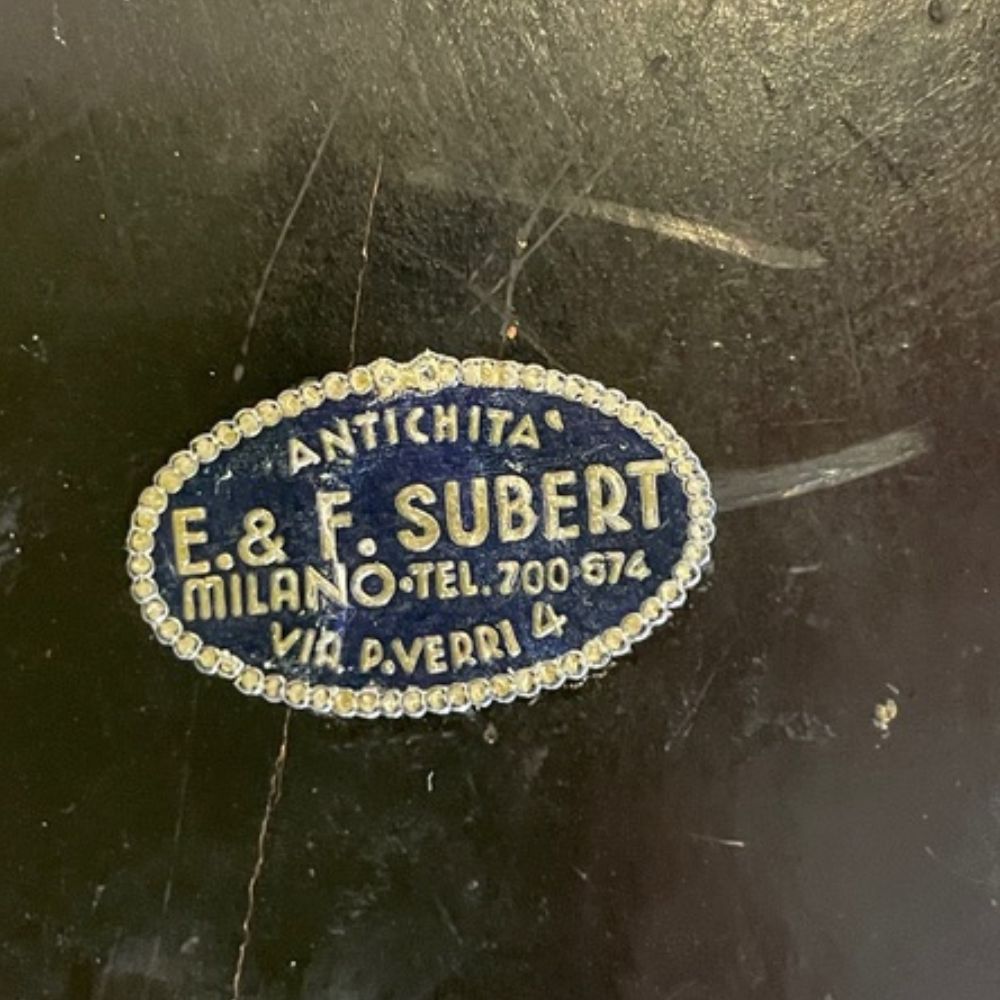 ANTICHITA'
E. & F. SUBERT
MILANO·TEL. 700·674
VIA P. VERRI 4